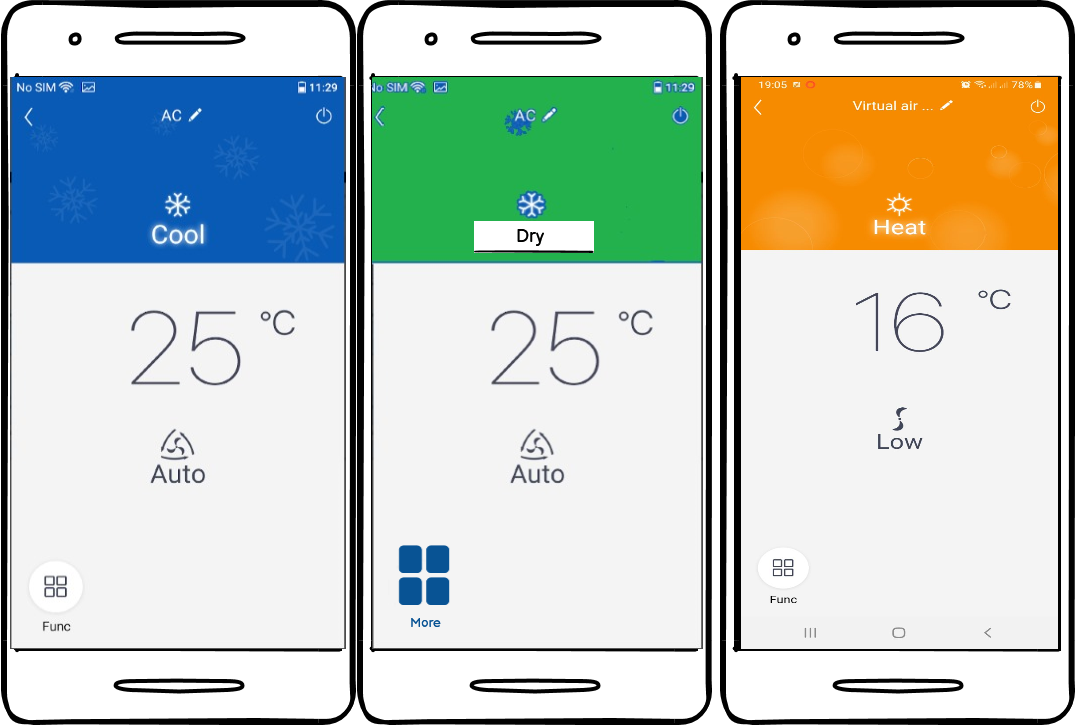 No SIM 11:29
AC
Cool
25 °C
Auto
Func
No SIM 11:29
AC
Dry
25 °C
Auto
More
19:05 78%
Virtual air ...
Heat
16 °C
Low
Func